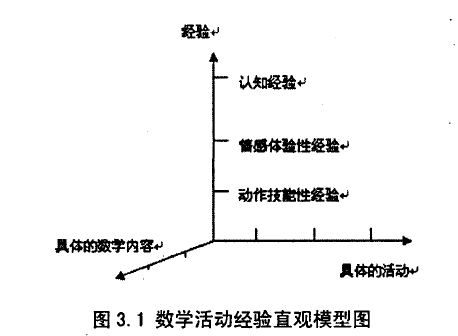 经验
认知经验
情感体验性经验
动作技能性经验
具体的数学内容
具体的活动
图 3.1 数学活动经验直观模型图